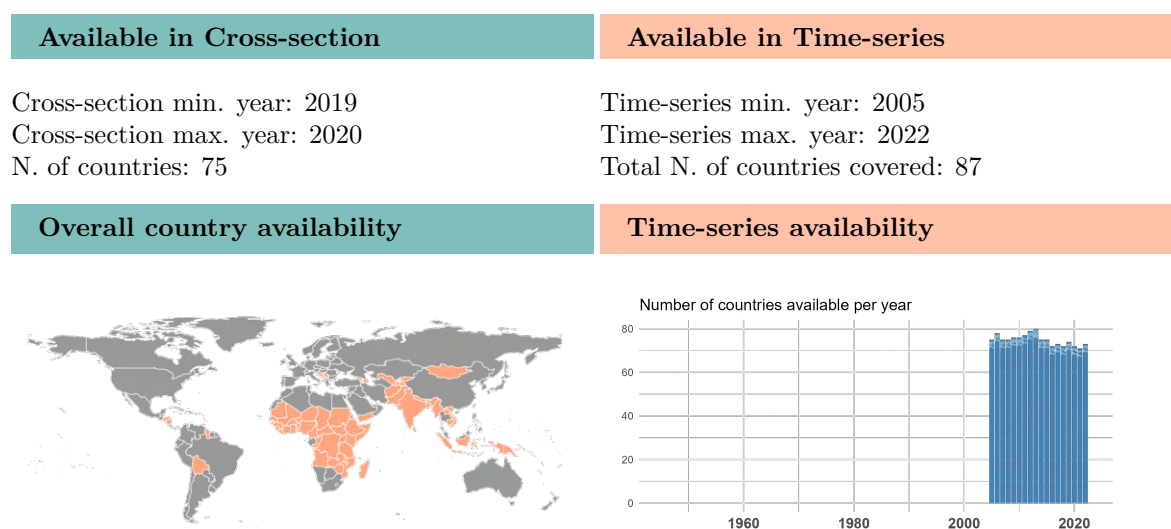 Available in Cross-section
Available in Time-series
Cross-section min. year: 2019
Cross-section max. year: 2020
N. of countries: 75
Time-series min. year: 2005
Time-series max. year: 2022
Total N. of countries covered: 87
Overall country availability
Time-series availability
Number of countries available per year
80
60
40
20
0
1960
1980
2000
2020